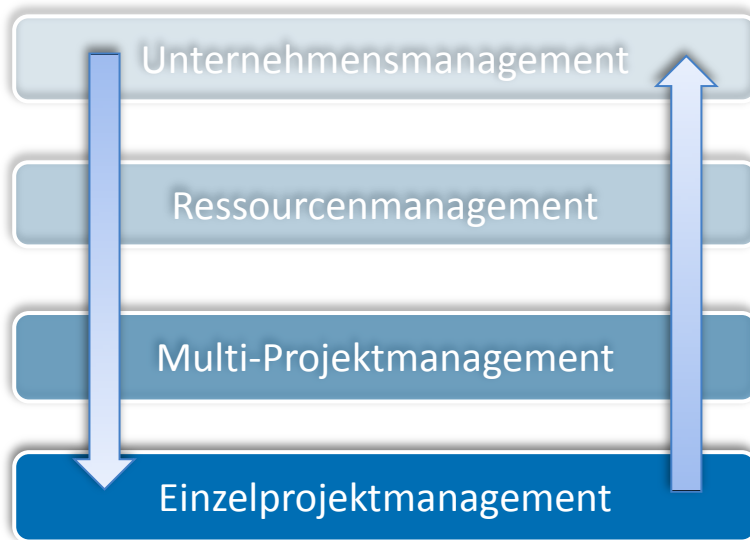 Unternehmensmanagement
Ressourcenmanagement
Multi-Projektmanagement
Einzelprojektmanagement